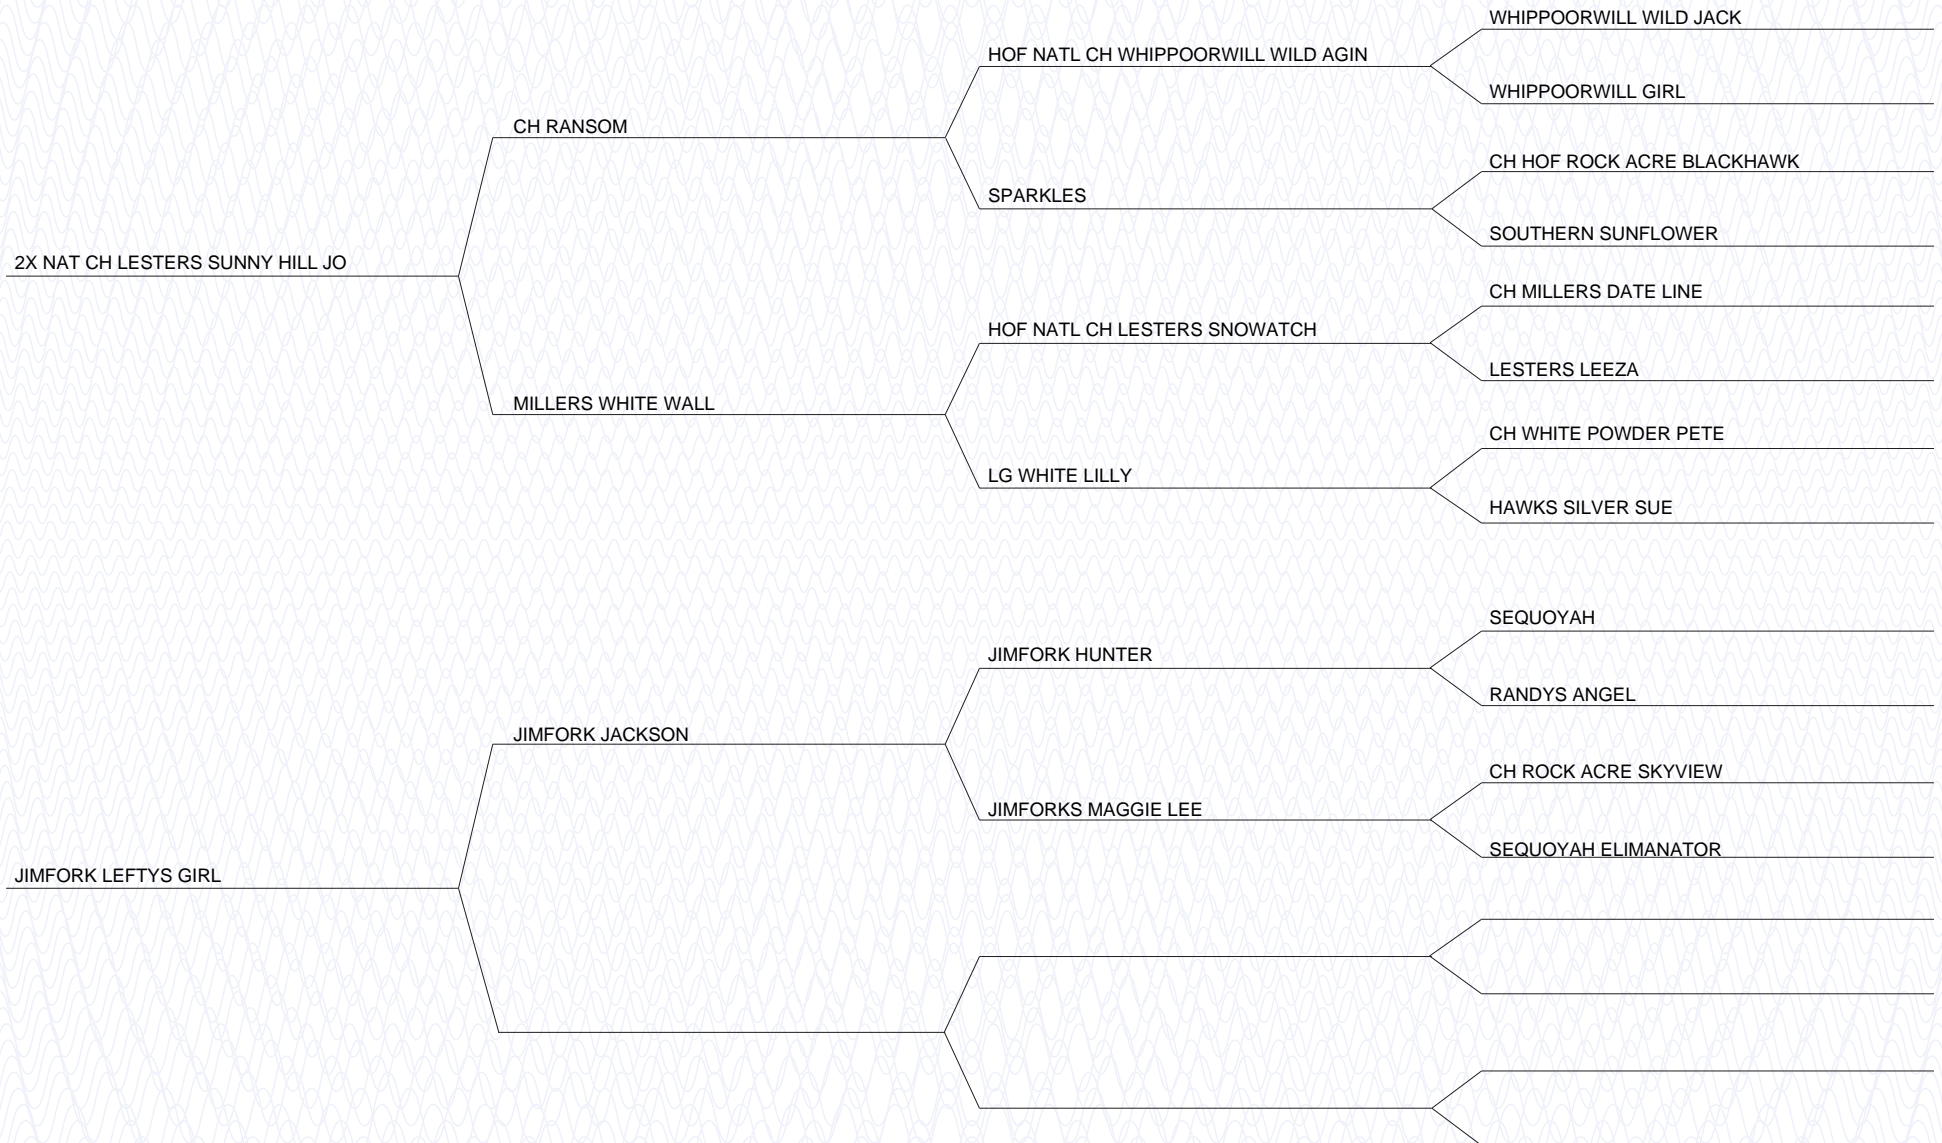 WHIPPOORWILL WILD JACK
HOF NATL CH WHIPPOORWILL WILD AGIN
WHIPPOORWILL GIRL
CH RANSOM
CH HOF ROCK ACRE BLACKHAWK
SPARKLES
SOUTHERN SUNFLOWER
2X NAT CH LESTERS SUNNY HILL JO
CH MILLERS DATE LINE
HOF NATL CH LESTERS SNOWATCH
LESTERS LEEZA
MILLERS WHITE WALL
CH WHITE POWDER PETE
LG WHITE LILLY
HAWKS SILVER SUE
SEQUOYAH
JIMFORK HUNTER
RANDYS ANGEL
JIMFORK JACKSON
CH ROCK ACRE SKYVIEW
JIMFORKS MAGGIE LEE
SEQUOYAH ELIMANATOR
JIMFORK LEFTYS GIRL